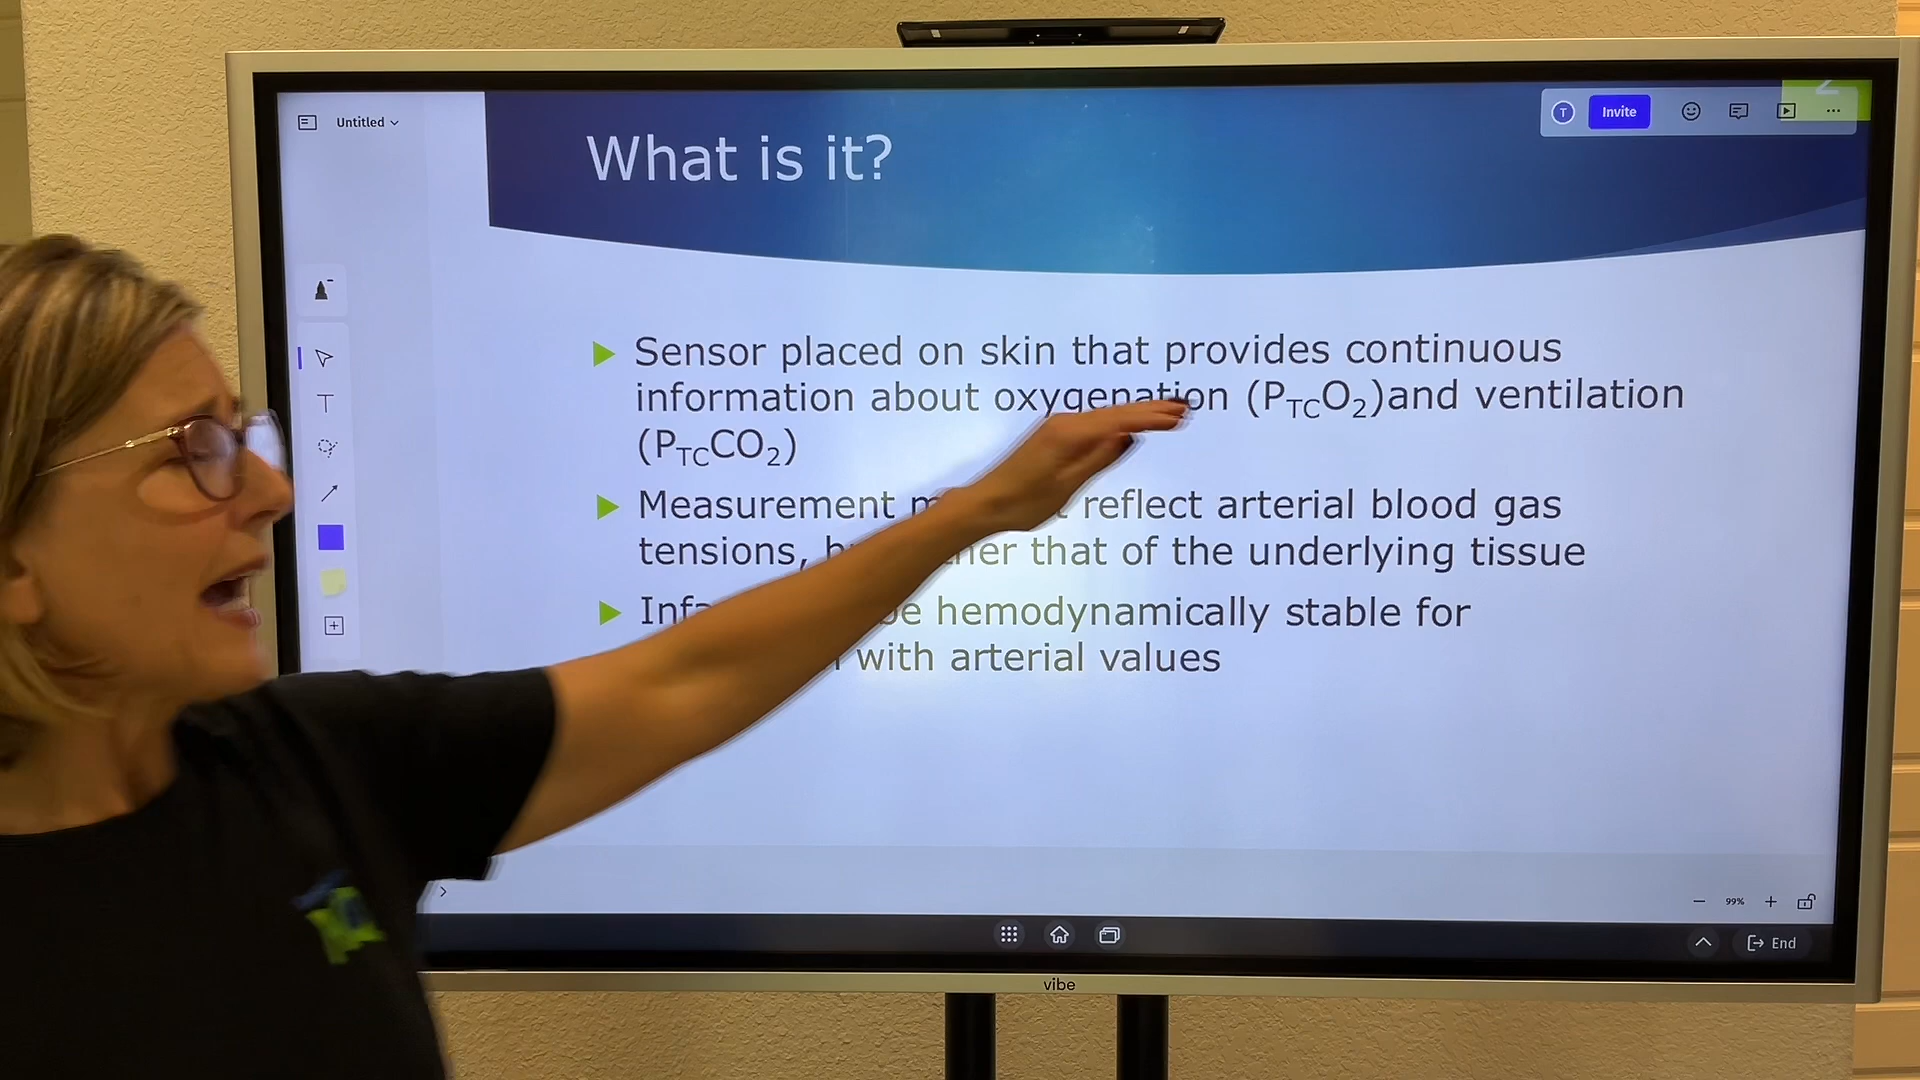 Untitled
What is it?
T Invite
2
Sensor placed on skin that provides continuous
information about oxygenation (PTCO2)and ventilation
(PTCCO2)
Measurement reflect arterial blood gas
tensions, that of the underlying tissue
hemodynamically stable for
with arterial values
T
99%
End
vibe